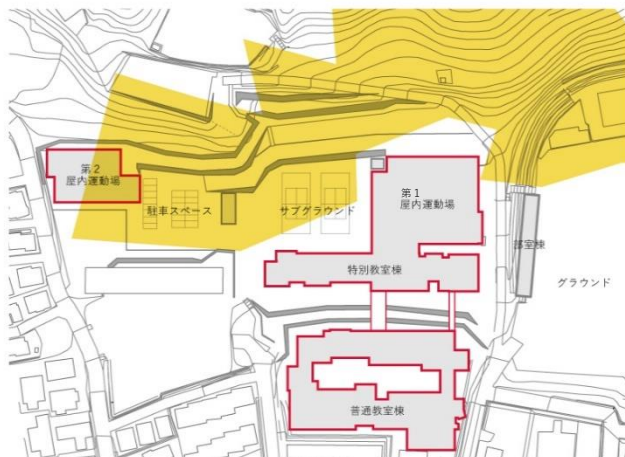 第２
屋内運動場
駐車スペース
サブグラウンド
第１
屋内運動場
部室棟
グラウンド
特別教室棟
普通教室棟